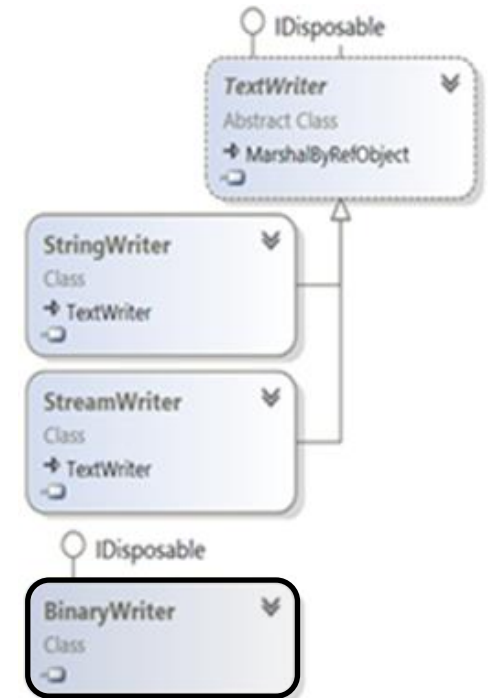 IDisposable
TextWriter
Abstract Class
MarshalByRefObject
StringWriter
Class
TextWriter
StreamWriter
Class
TextWriter
IDisposable
BinaryWriter
Class